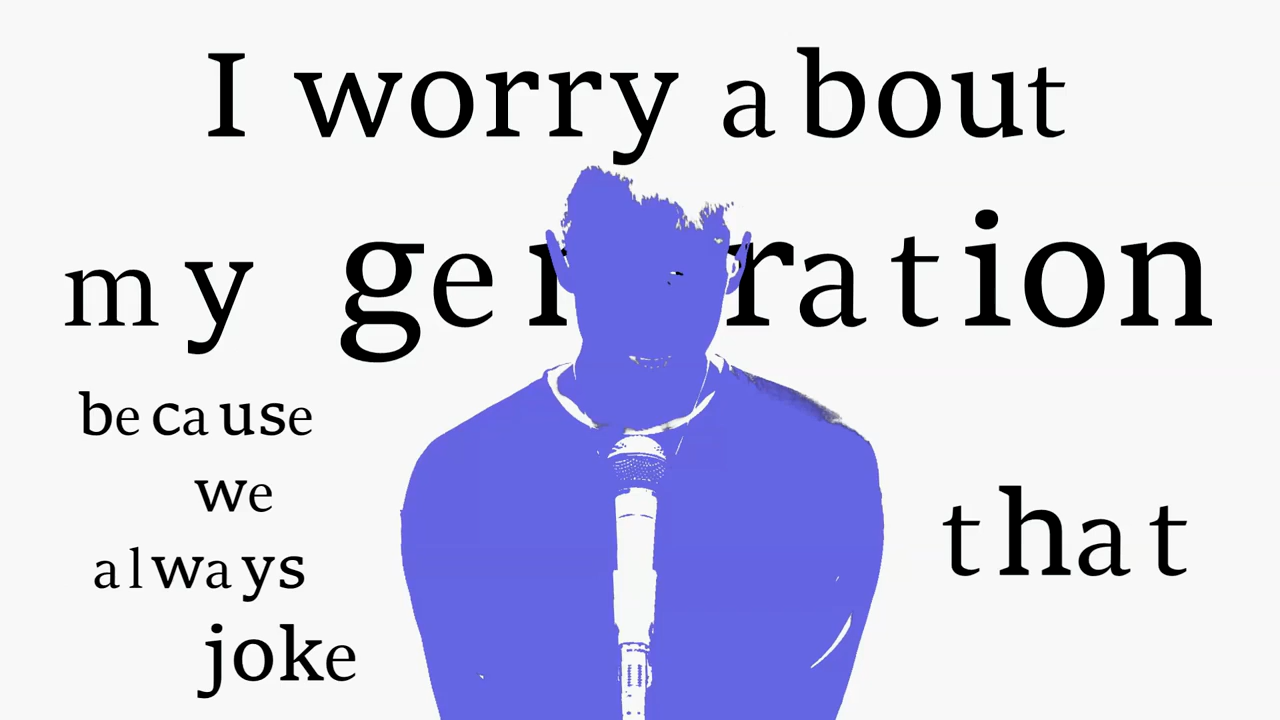 I worry about
my generation
because
we
always
joke
that